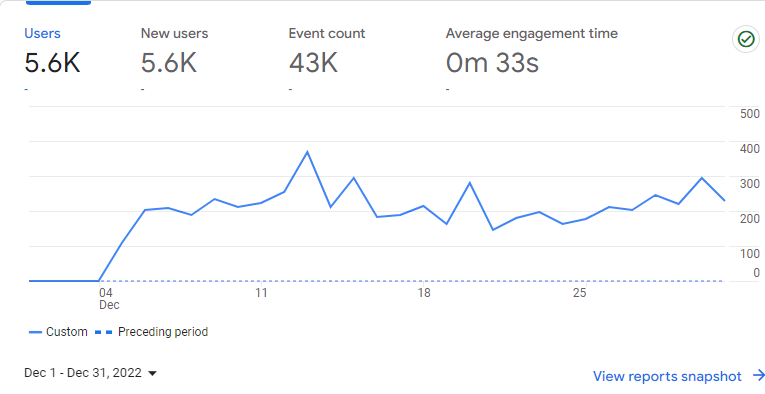 Users New users Event count Average engagement time
5.6K 5.6K 43K 0m 33s
- - - -
500
400
300
200
100
0
04 11 18 25
Dec
Custom Preceding period
Dec 1 - Dec 31, 2022
View reports snapshot